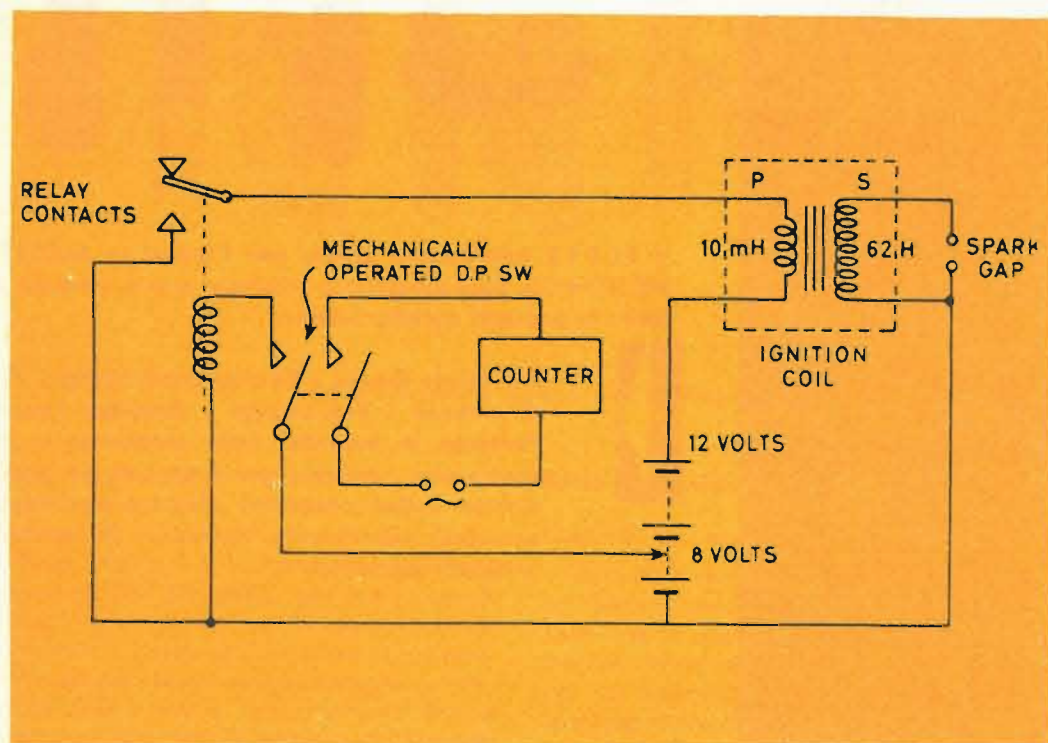 RELAY
CONTACTS
MECHANICALLY
OPERATED D.P SW
P
S
10 mH
62 H
SPARK
GAP
IGNITION
COIL
COUNTER
12 VOLTS
8 VOLTS